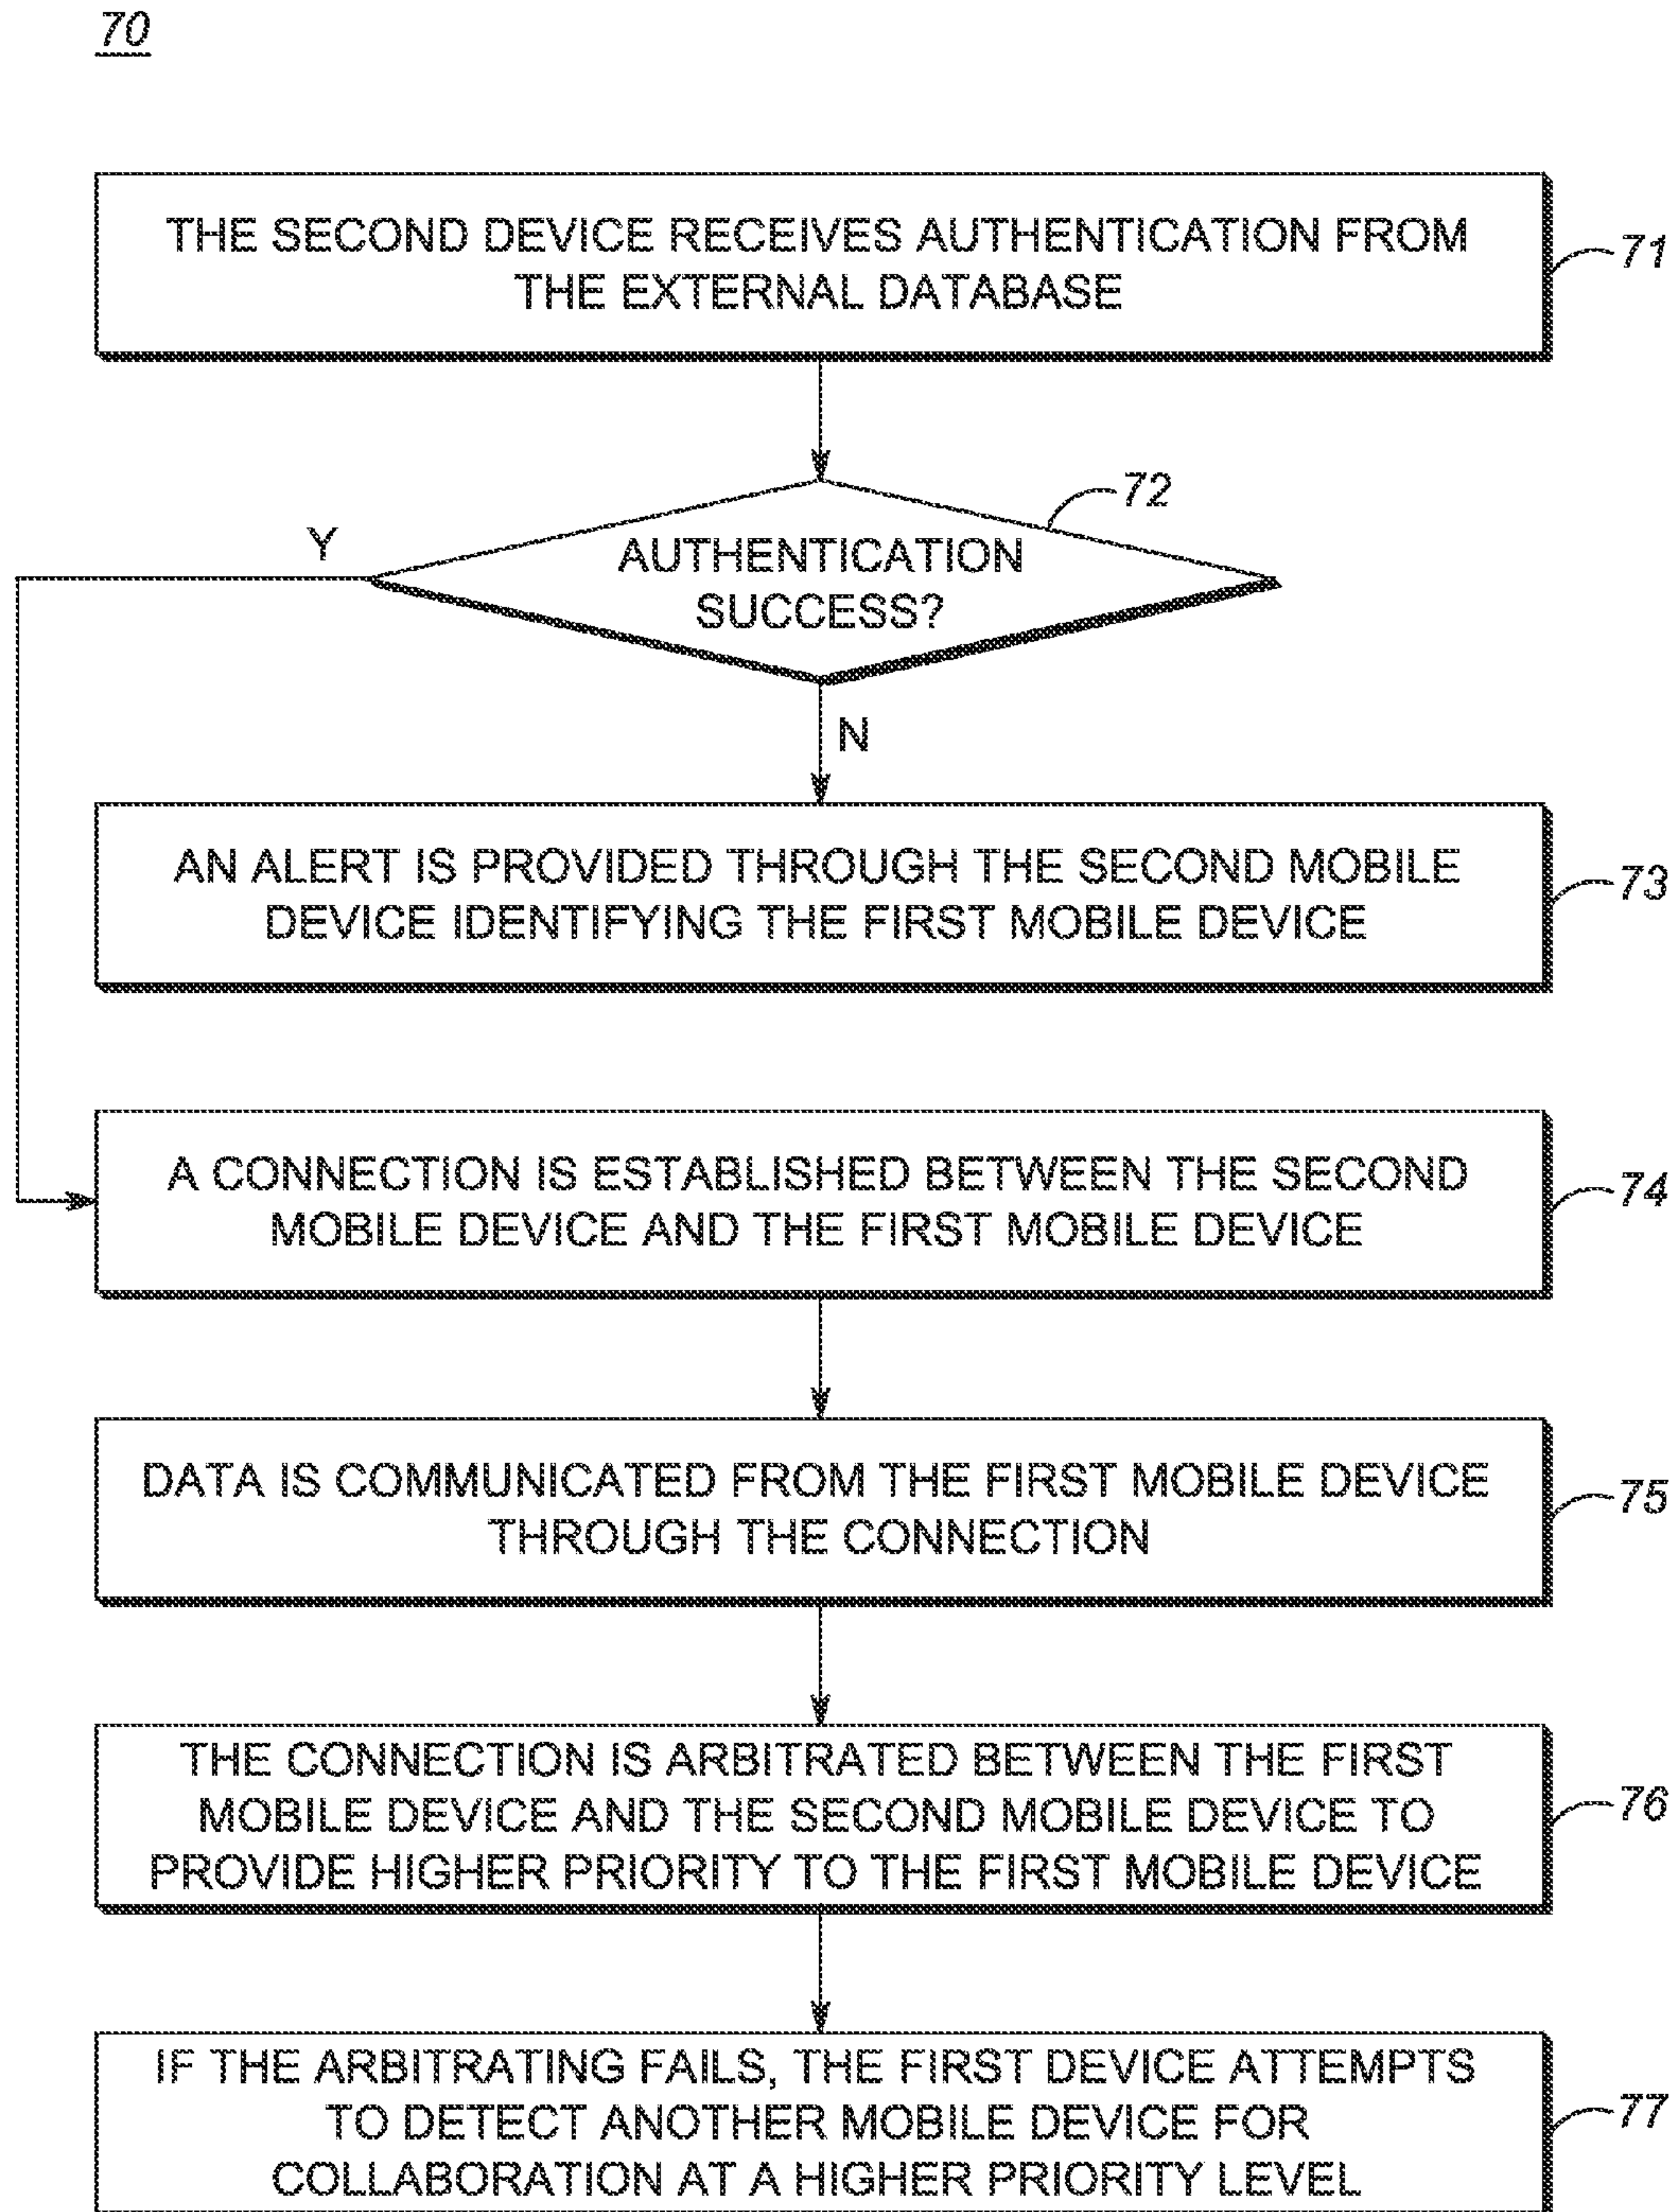 70
THE SECOND DEVICE RECEIVES AUTHENTICATION FROM
THE EXTERNAL DATABASE
71
72
Y
AUTHENTICATION
SUCCESS?
N
AN ALERT IS PROVIDED THROUGH THE SECOND MOBILE
DEVICE IDENTIFYING THE FIRST MOBILE DEVICE
73
A CONNECTION IS ESTABLISHED BETWEEN THE SECOND
MOBILE DEVICE AND THE FIRST MOBILE DEVICE
74
DATA IS COMMUNICATED FROM THE FIRST MOBILE DEVICE
THROUGH THE CONNECTION
75
THE CONNECTION IS ARBITRATED BETWEEN THE FIRST
MOBILE DEVICE AND THE SECOND MOBILE DEVICE TO
PROVIDE HIGHER PRIORITY TO THE FIRST MOBILE DEVICE
76
IF THE ARBITRATING FAILS, THE FIRST DEVICE ATTEMPTS
TO DETECT ANOTHER MOBILE DEVICE FOR
COLLABORATION AT A HIGHER PRIORITY LEVEL
77